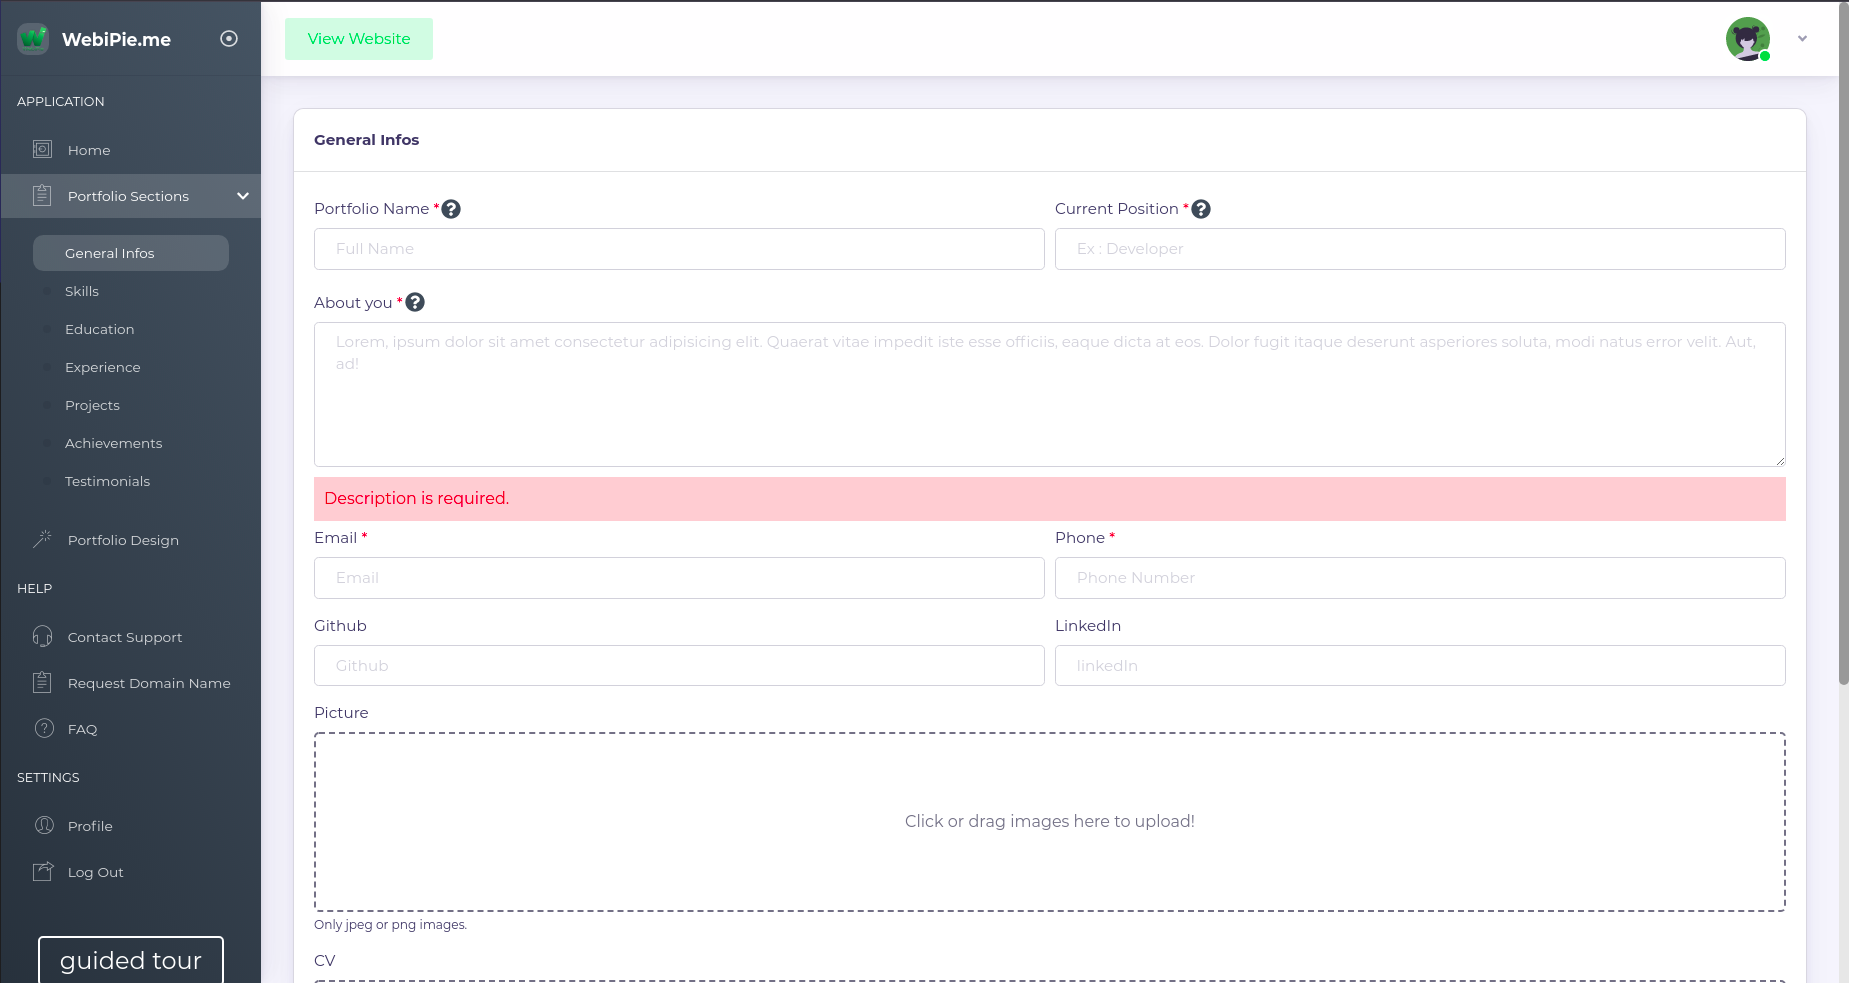 WebiPie.me
View Website
APPLICATION
Home
Portfolio Sections
General Infos
Skills
Education
Experience
Projects
Achievements
Testimonials
Portfolio Design
HELP
Contact Support
Request Domain Name
FAQ
SETTINGS
Profile
Log Out
guided tour
General Infos
Portfolio Name *
Full Name
Current Position *
Ex : Developer
About you *
Lorem, ipsum dolor sit amet consectetur adipisicing elit. Quaerat vitae impedit iste esse officiis, eaque dicta at eos. Dolor fugit itaque deserunt asperiores soluta, modi natus error velit. Aut,
ad!
Description is required.
Email *
Email
Phone *
Phone Number
Github
Github
LinkedIn
linkedIn
Picture
Click or drag images here to upload!
Only jpeg or png images.
CV